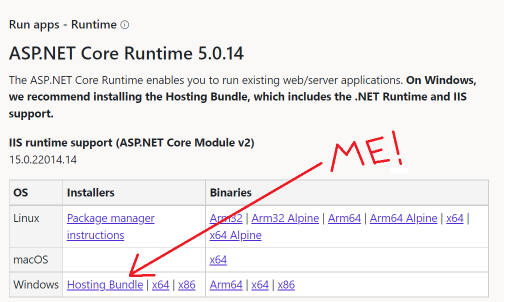 Run apps - Runtime ⓘ
ASP.NET Core Runtime 5.0.14
The ASP.NET Core Runtime enables you to run existing web/server applications. On Windows,
we recommend installing the Hosting Bundle, which includes the .NET Runtime and IIS
support.
IIS runtime support (ASP.NET Core Module v2)
15.0.22014.14
ME!
OS Installers Binaries
Linux Package manager instructions Arm32 | Arm32 Alpine | Arm64 | Arm64 Alpine | x64 | x64 Alpine
macOS x64
Windows Hosting Bundle | x64 | x86 Arm64 | x64 | x86